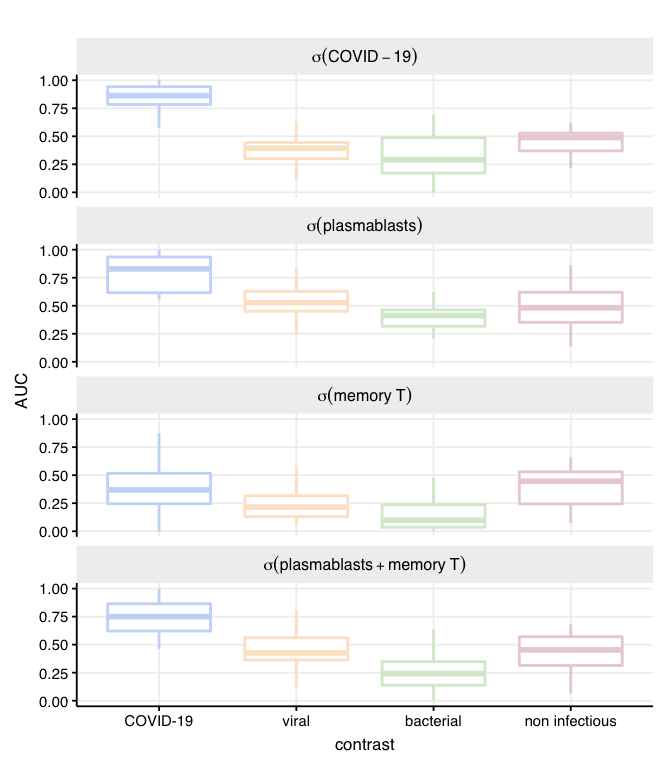 σ(COVID − 19)
1.00
0.75
0.50
0.25
0.00
σ(plasmablasts)
1.00
0.75
0.50
0.25
0.00
AUC
σ(memory T)
1.00
0.75
0.50
0.25
0.00
σ(plasmablasts + memory T)
1.00
0.75
0.50
0.25
0.00
COVID-19 viral bacterial non infectious
contrast